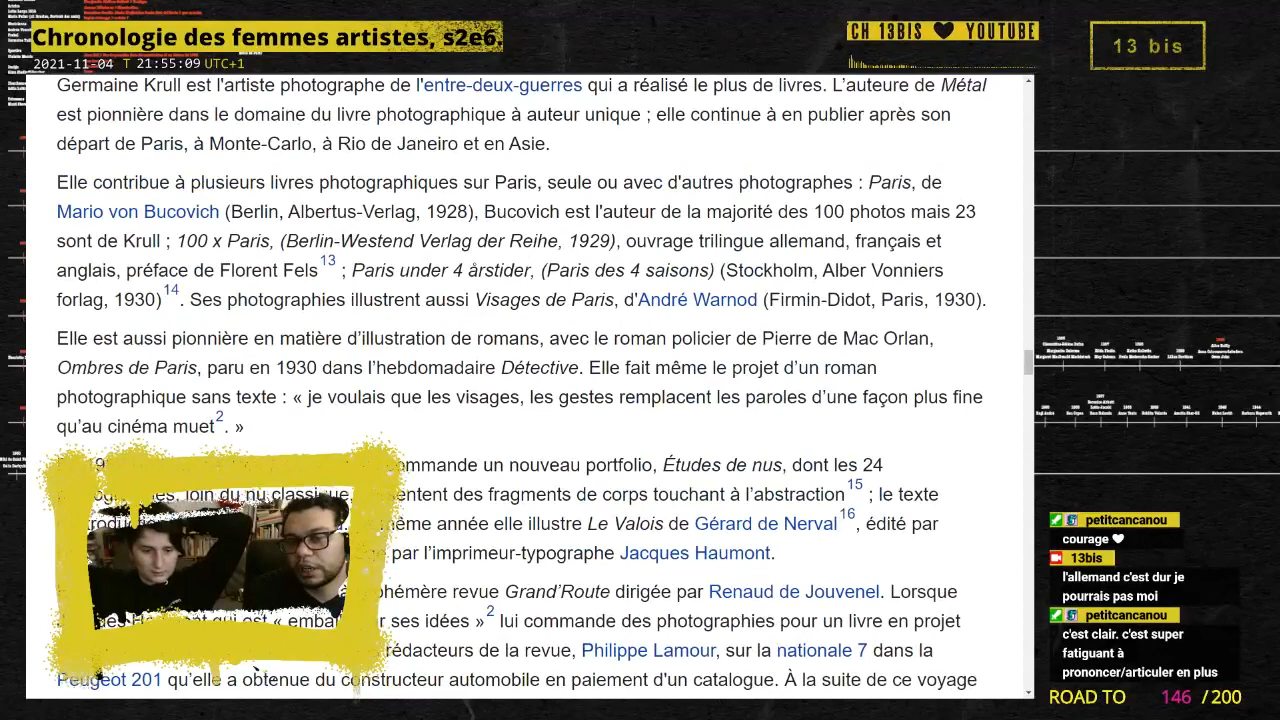 Chronologie des femmes artistes, s2e6.
2021-11-04 T 21:55:09 UTC+1
CH 13BIS ♥ YOUTUBE
13 bis
Germaine Krull est l'artiste photographe de l'entre-deux-guerres qui a réalisé le plus de livres. L'auteure de Métal
est pionnière dans le domaine du livre photographique à auteur unique ; elle continue à en publier après son
départ de Paris, à Monte-Carlo, à Rio de Janeiro et en Asie.
Elle contribue à plusieurs livres photographiques sur Paris, seule ou avec d'autres photographes : Paris, de
Mario von Bucovich (Berlin, Albertus-Verlag, 1928), Bucovich est l'auteur de la majorité des 100 photos mais 23
sont de Krull ; 100 x Paris, (Berlin-Westend Verlag der Reihe, 1929), ouvrage trilingue allemand, français et
anglais, préface de Florent Fels13 ; Paris under 4 årstider, (Paris des 4 saisons) (Stockholm, Alber Vonniers
forlag, 1930)14. Ses photographies illustrent aussi Visages de Paris, d'André Warnod (Firmin-Didot, Paris, 1930).
Elle est aussi pionnière en matière d'illustration de romans, avec le roman policier de Pierre de Mac Orlan,
Ombres de Paris, paru en 1930 dans l'hebdomadaire Détective. Elle fait même le projet d'un roman
photographique sans texte : « je voulais que les visages, les gestes remplacent les paroles d'une façon plus fine
qu'au cinéma muet2. »
ommande un nouveau portfolio, Études de nus, dont les 24
loin du nu classique, sentent des fragments de corps touchant à l'abstraction15 ; le texte
ême année elle illustre Le Valois de Gérard de Nerval16, édité par
par l'imprimeur-typographe Jacques Haumont.
phémère revue Grand'Route dirigée par Renaud de Jouvenel. Lorsque
qui est « emba r ses idées »2 lui commande des photographies pour un livre en projet
rédacteurs de la revue, Philippe Lamour, sur la nationale 7 dans la
Peugeot 201 qu'elle a obtenue du constructeur automobile en paiement d'un catalogue. À la suite de ce voyage
petitcancanou
courage ♥
13bis
l'allemand c'est dur je
pourrais pas moi
petitcancanou
c'est clair. c'est super
fatiguant à
prononcer/articuler en plus
ROAD TO 146 / 200